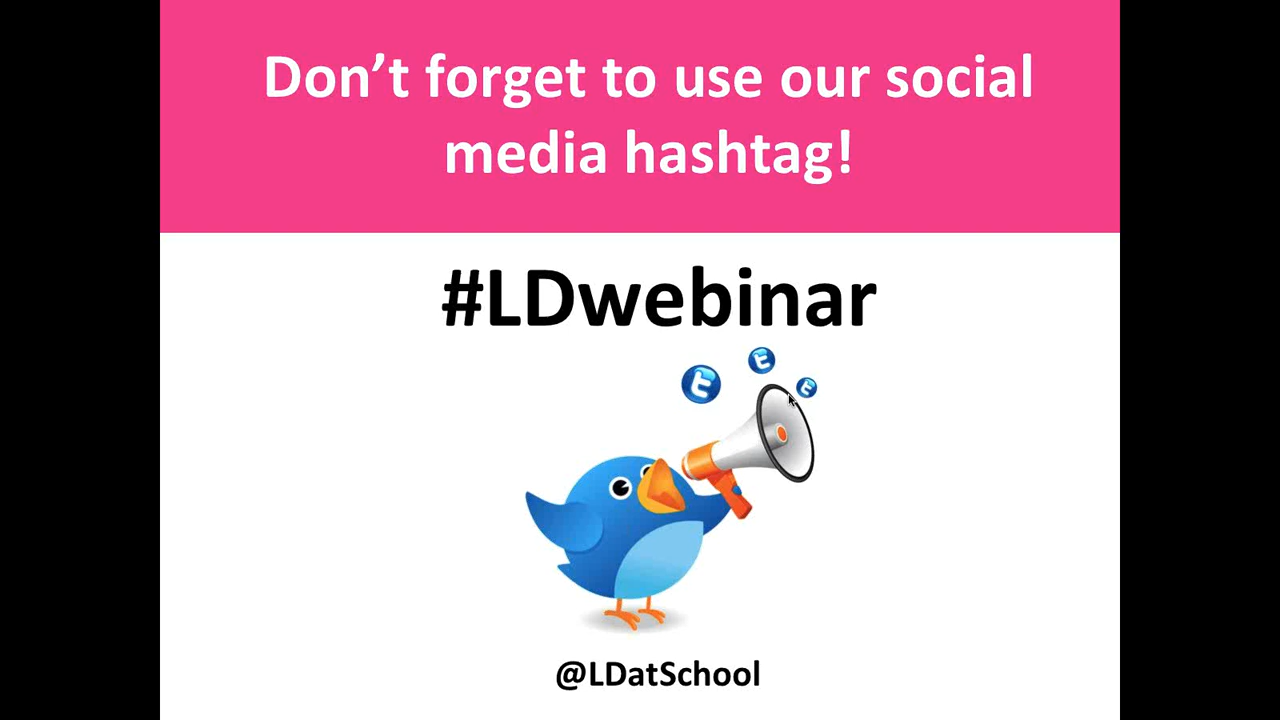 Don’t forget to use our social
media hashtag!
#LDwebinar
t
t
t
@LDatSchool